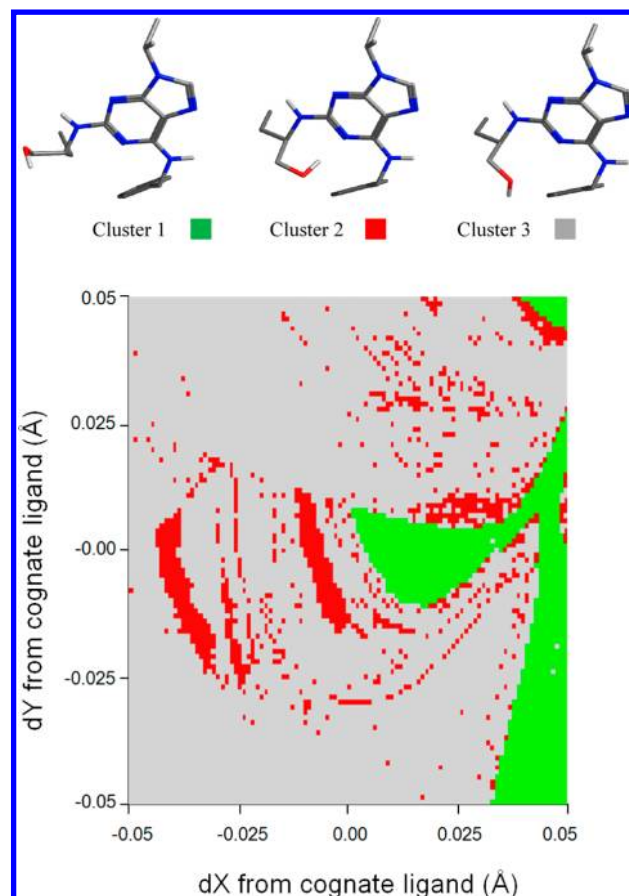 Cluster 1 Cluster 2 Cluster 3
0.05
0.025
-0.00
-0.025
-0.05
dY from cognate ligand (Å)
-0.05 -0.025 0.00 0.025 0.05
dX from cognate ligand (Å)